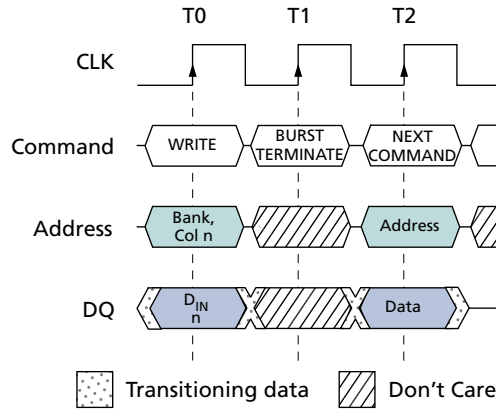 T0 T1 T2
CLK
Command WRITE BURST TERMINATE NEXT COMMAND
Address Bank, Col n Address
DQ DIN n Data
Transitioning data Don't Care